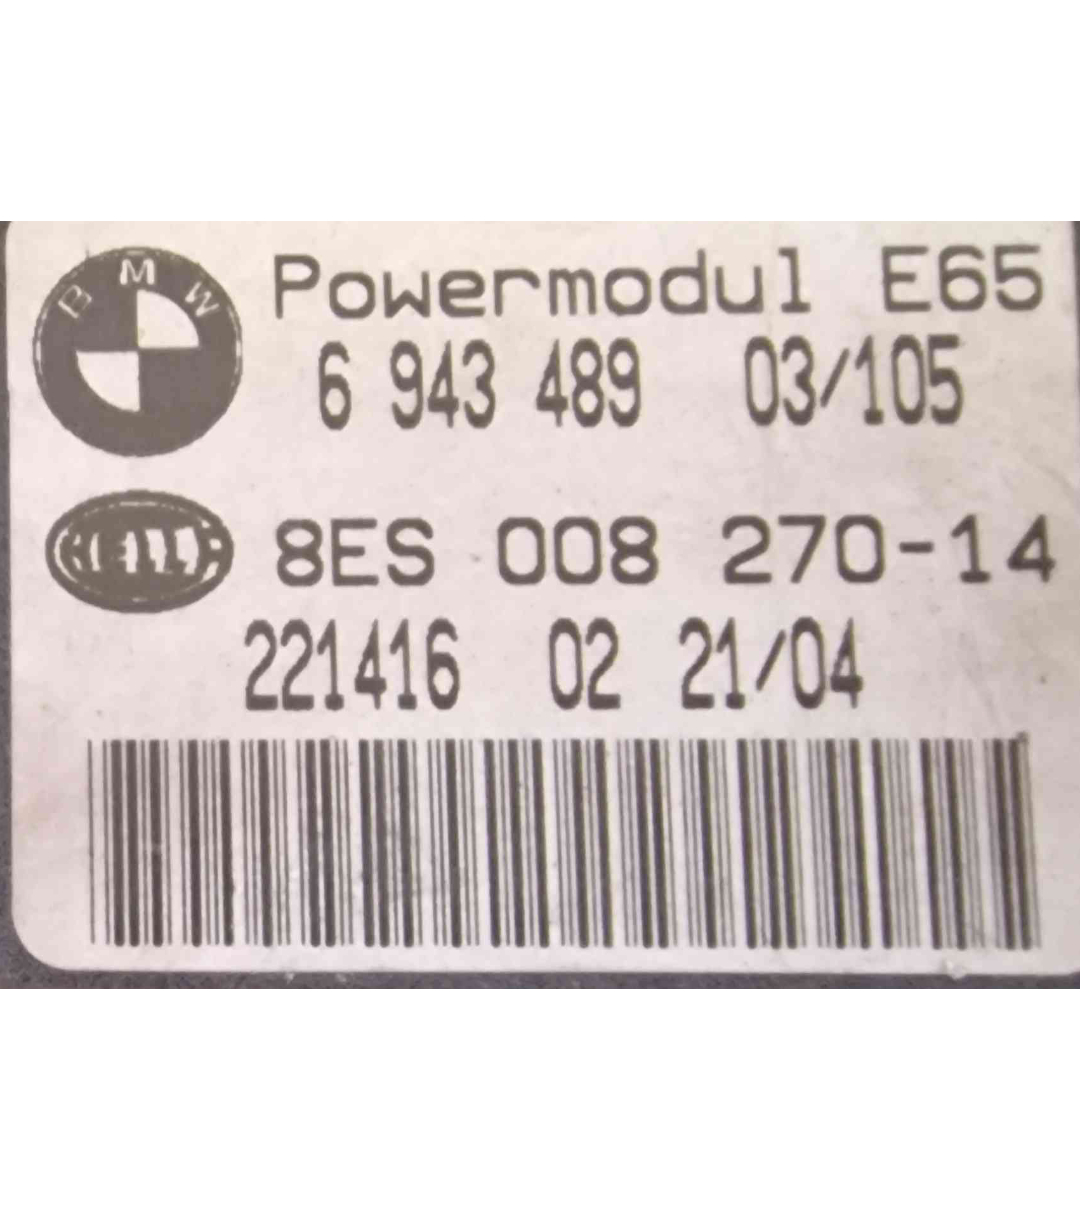 BMW
Powermodul E65
6 943 489 03/105
HELLA
8ES 008 270-14
221416 02 21/04